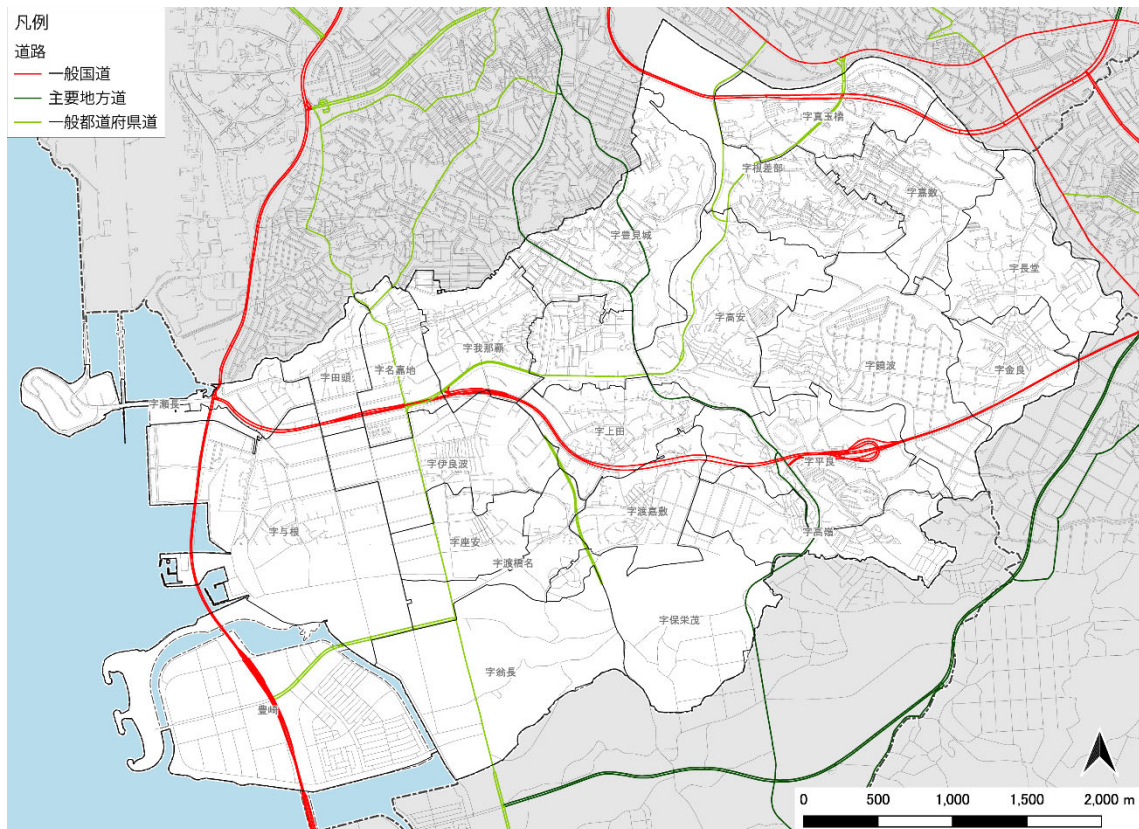 凡例
道路
一般国道
主要地方道
一般都道府県道
字真玉橋
字根差部
字嘉数
字豊見城
字長堂
字高安
字我那覇
字饒波
字名嘉地
字田頭
字金良
字瀬長
字上田
字平良
字伊良波
字渡嘉敷
字与根
字高嶺
字座安
字渡橋名
字保栄茂
字翁長
豊崎
0 500 1,000 1,500 2,000 m